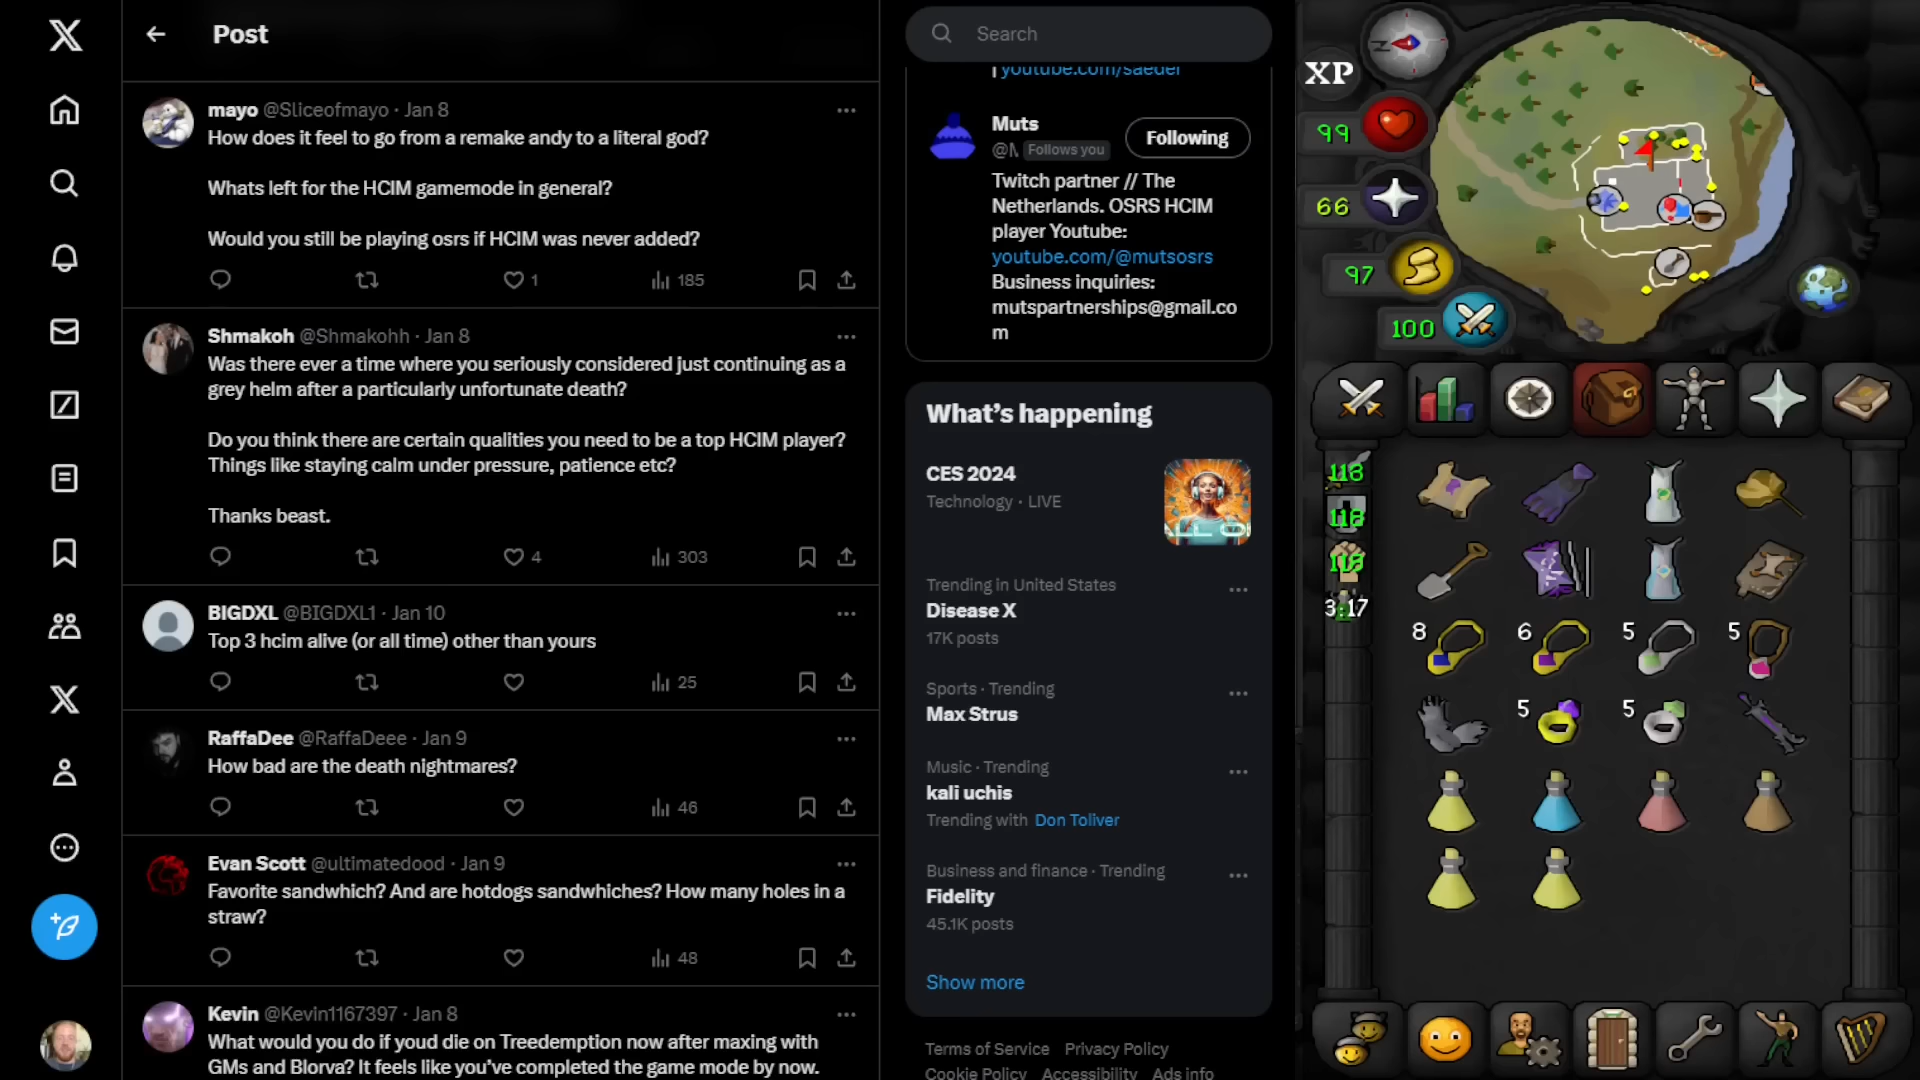 Post
mayo @Sliceofmayo · Jan 8
How does it feel to go from a remake andy to a literal god?
Whats left for the HCIM gamemode in general?
Would you still be playing osrs if HCIM was never added?
1
185
Shmakoh @Shmakohh · Jan 8
Was there ever a time where you seriously considered just continuing as a
grey helm after a particularly unfortunate death?
Do you think there are certain qualities you need to be a top HCIM player?
Things like staying calm under pressure, patience etc?
Thanks beast.
4
303
BIGDXL @BIGDXL1 · Jan 10
Top 3 hcim alive (or all time) other than yours
25
RaffaDee @RaffaDeee · Jan 9
How bad are the death nightmares?
46
Evan Scott @ultimatedood · Jan 9
Favorite sandwhich? And are hotdogs sandwhiches? How many holes in a
straw?
48
Kevin @Kevin1167397 · Jan 8
What would you do if youd die on Treedemption now after maxing with
GMs and Blorva? It feels like you've completed the game mode by now.
Search
| youtube.com/saedel
Muts
@M Follows you
Following
Twitch partner // The
Netherlands. OSRS HCIM
player Youtube:
youtube.com/@mutsosrs
Business inquiries:
mutspartnerships@gmail.co
m
What's happening
CES 2024
Technology · LIVE
Trending in United States
Disease X
17K posts
Sports · Trending
Max Strus
Music · Trending
kali uchis
Trending with Don Toliver
Business and finance · Trending
Fidelity
45.1K posts
Show more
Terms of Service Privacy Policy
Cookie Policy Accessibility Ads info
XP
99
66
97
100
118
118
119
3:17
8 6 5 5
5 5